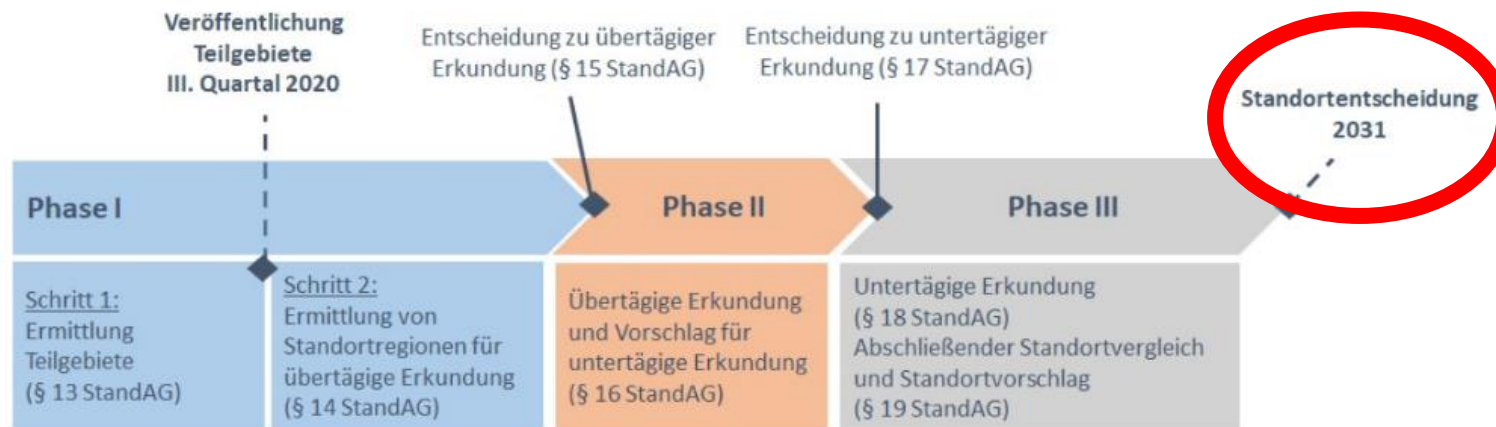 Veröffentlichung
Teilgebiete
III. Quartal 2020
Entscheidung zu übertägiger
Erkundung (§ 15 StandAG)
Entscheidung zu untertägiger
Erkundung (§ 17 StandAG)
Standortentscheidung
2031
Phase I
Phase II
Phase III
Schritt 1:
Ermittlung
Teilgebiete
(§ 13 StandAG)
Schritt 2:
Ermittlung von
Standortregionen für
übertägige Erkundung
(§ 14 StandAG)
Übertägige Erkundung
und Vorschlag für
untertägige Erkundung
(§ 16 StandAG)
Untertägige Erkundung
(§ 18 StandAG)
Abschließender Standortvergleich
und Standortvorschlag
(§ 19 StandAG)